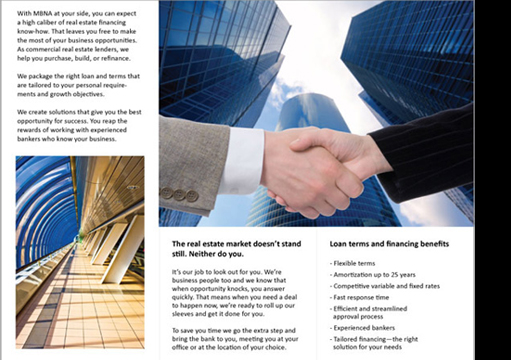 With MBNA at your side, you can expect
a high caliber of real estate financing
know-how. That leaves you free to make
the most of your business opportunities.
As commercial real estate lenders, we
help you purchase, build, or refinance.
We package the right loan and terms that
are tailored to your personal require-
ments and growth objectives.
We create solutions that give you the best
opportunity for success. You reap the
rewards of working with experienced
bankers who know your business.
The real estate market doesn't stand
still. Neither do you.
It's our job to look out for you. We're
business people too and we know that
when opportunity knocks, you answer
quickly. That means when you need a deal
to happen now, we're ready to roll up our
sleeves and get it done for you.
To save you time we go the extra step and
bring the bank to you, meeting you at your
office or at the location of your choice.
Loan terms and financing benefits
- Flexible terms
- Amortization up to 25 years
- Competitive variable and fixed rates
- Fast response time
- Efficient and streamlined
approval process
- Experienced bankers
- Tailored financing—the right
solution for your needs